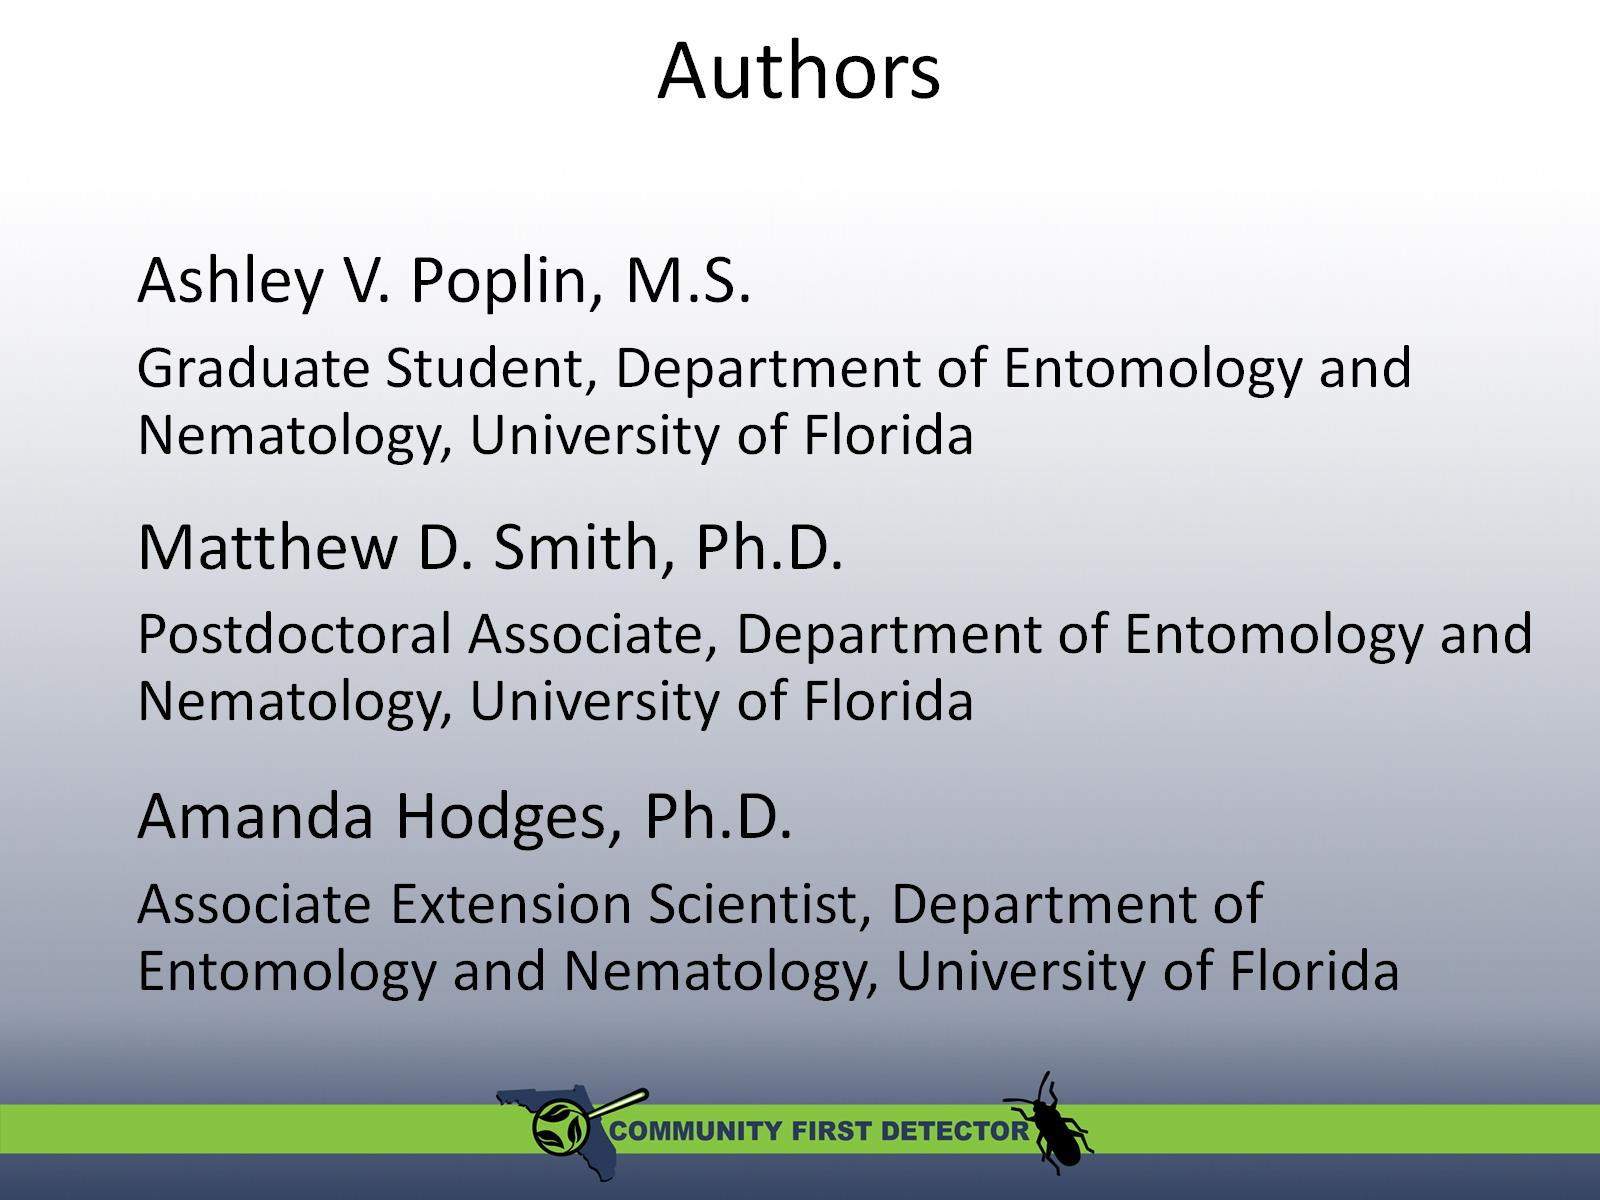 Authors
Ashley V. Poplin, M.S.
Graduate Student, Department of Entomology and
Nematology, University of Florida
Matthew D. Smith, Ph.D.
Postdoctoral Associate, Department of Entomology and
Nematology, University of Florida
Amanda Hodges, Ph.D.
Associate Extension Scientist, Department of
Entomology and Nematology, University of Florida
COMMUNITY FIRST DETECTOR